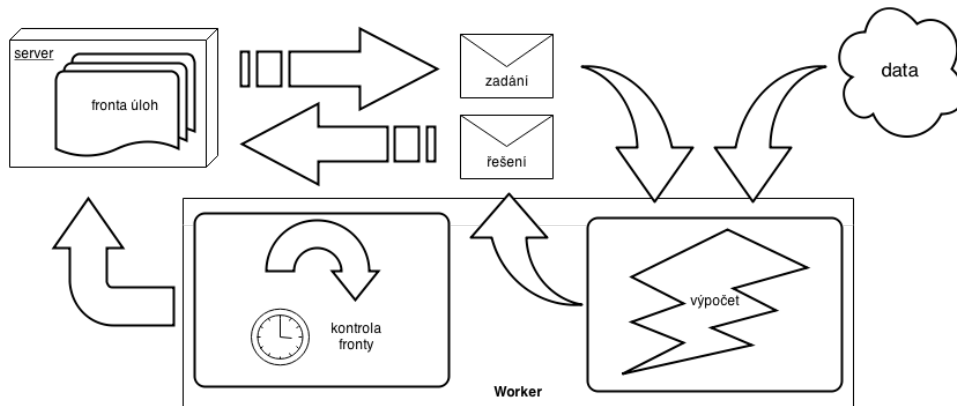 server
fronta úloh
zadání
data
řešení
kontrola
fronty
výpočet
Worker